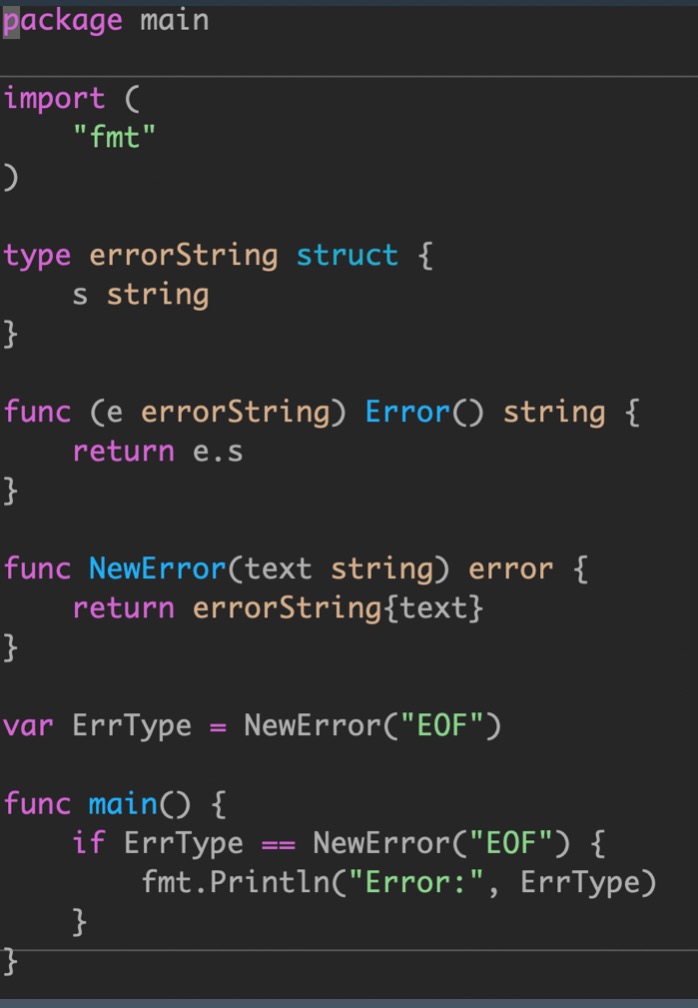 package main
import (
"fmt"
)
type errorString struct {
s string
}
func (e errorString) Error() string {
return e.s
}
func NewError(text string) error {
return errorString{text}
}
var ErrType = NewError("EOF")
func main() {
if ErrType == NewError("EOF") {
fmt.Println("Error:", ErrType)
}
}